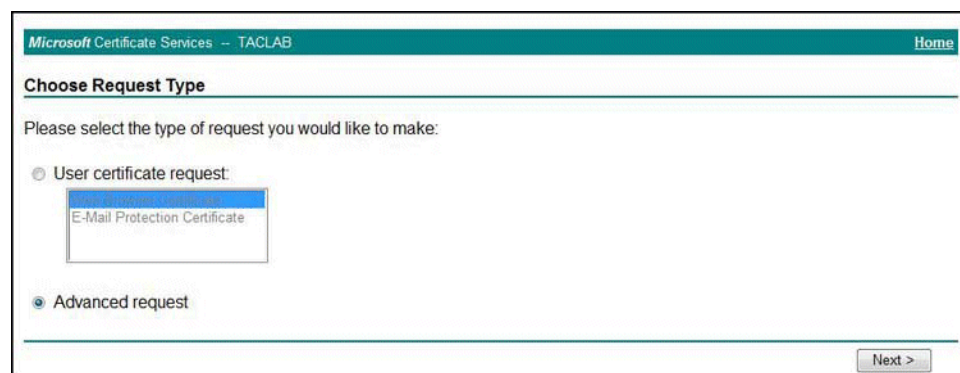 Microsoft Certificate Services -- TACLAB Home
Choose Request Type
Please select the type of request you would like to make:
User certificate request:
Web Browser Certificate
E-Mail Protection Certificate
Advanced request
Next >